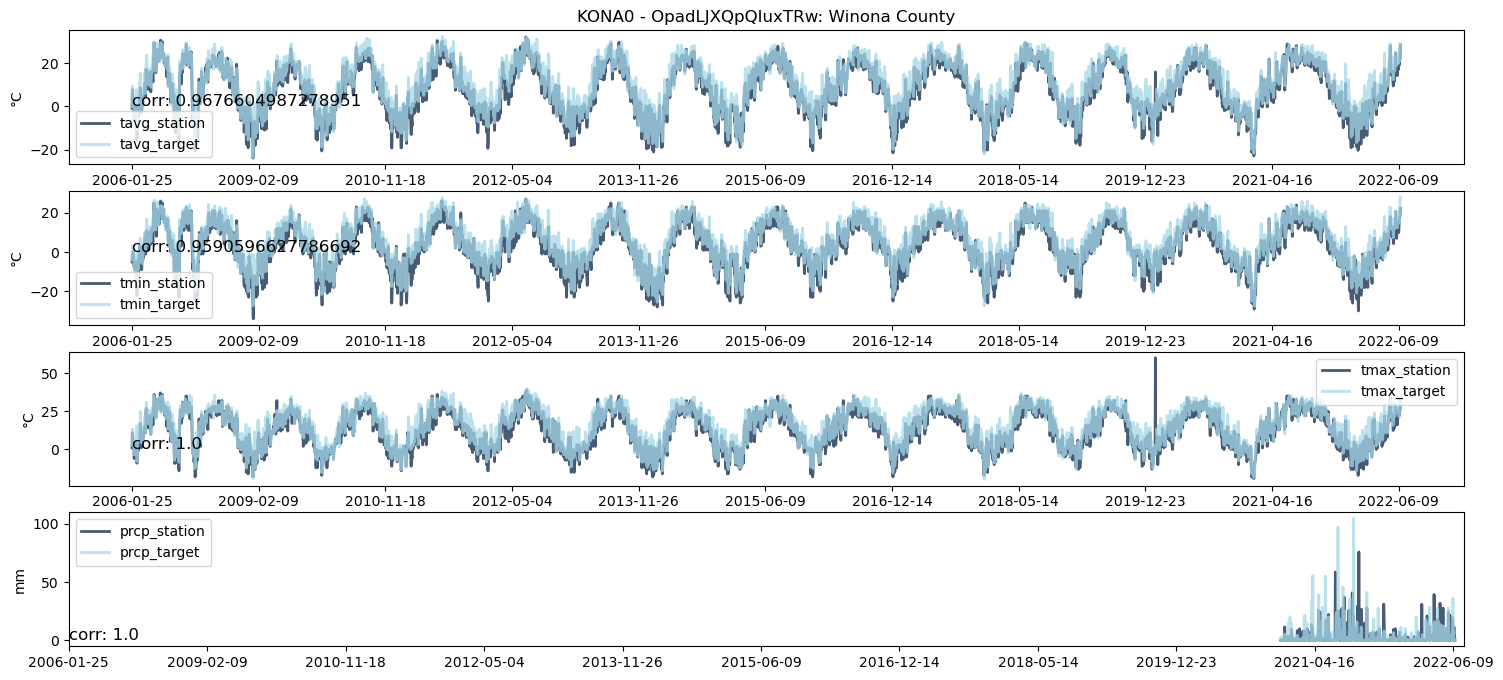 KONA0 - OpadLJXQpQIuxTRw: Winona County
20
0
−20
°C
corr: 0.9676604987278951
tavg_station
tavg_target
2006-01-25 2009-02-09 2010-11-18 2012-05-04 2013-11-26 2015-06-09 2016-12-14 2018-05-14 2019-12-23 2021-04-16 2022-06-09
20
0
−20
°C
corr: 0.9590596627786692
tmin_station
tmin_target
2006-01-25 2009-02-09 2010-11-18 2012-05-04 2013-11-26 2015-06-09 2016-12-14 2018-05-14 2019-12-23 2021-04-16 2022-06-09
50
25
0
°C
corr: 1.0
tmax_station
tmax_target
2006-01-25 2009-02-09 2010-11-18 2012-05-04 2013-11-26 2015-06-09 2016-12-14 2018-05-14 2019-12-23 2021-04-16 2022-06-09
100
50
0
mm
prcp_station
prcp_target
corr: 1.0
2006-01-25 2009-02-09 2010-11-18 2012-05-04 2013-11-26 2015-06-09 2016-12-14 2018-05-14 2019-12-23 2021-04-16 2022-06-09